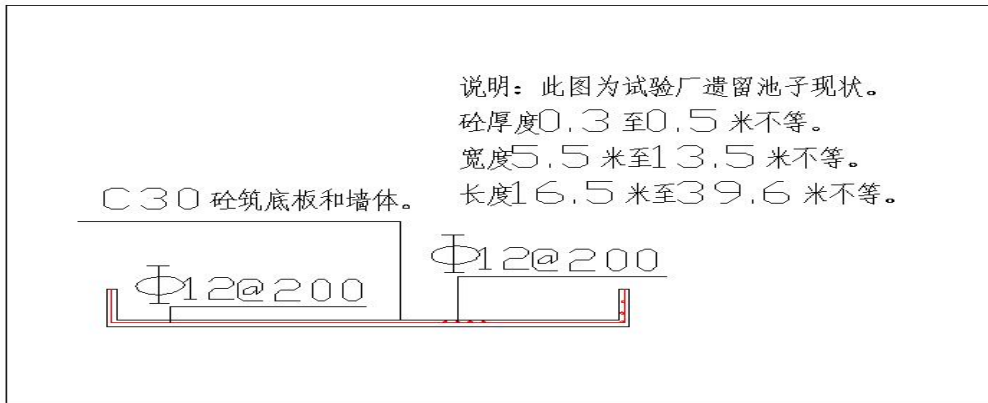 说明：此图为试验厂遗留池子现状。
砼厚度0.3至0.5米不等。
宽度5.5米至13.5米不等。
长度16.5米至39.6米不等。
C30砼筑底板和墙体。
Φ12@200
Φ12@200